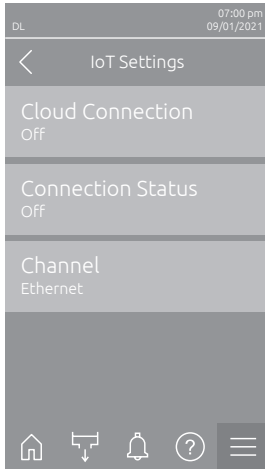 07:00 pm
DL 09/01/2021
IoT Settings
Cloud Connection
Off
Connection Status
Off
Channel
Ethernet
?